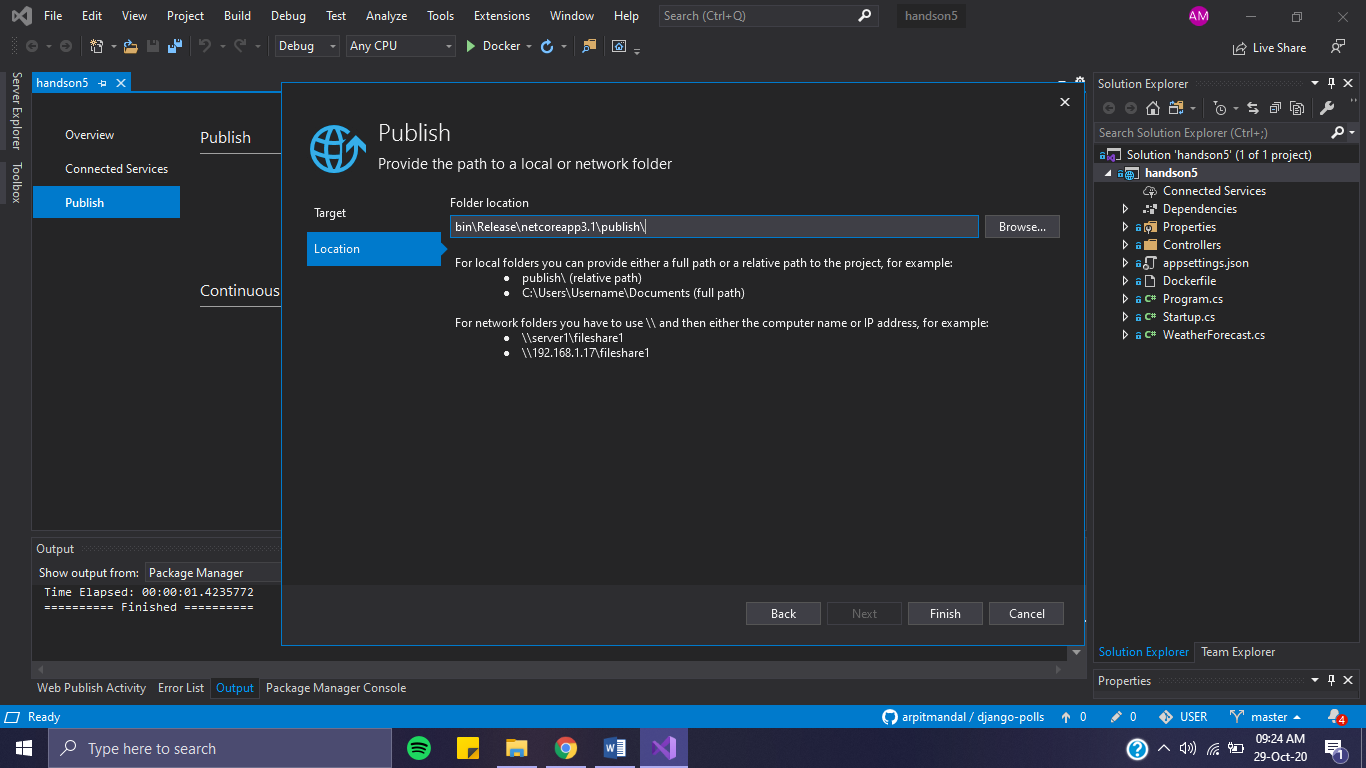 File Edit View Project Build Debug Test Analyze Tools Extensions Window Help Search (Ctrl+Q) handson5 AM
Debug Any CPU Docker Live Share
Server Explorer
Toolbox
handson5
Overview
Connected Services
Publish
Publish
Continuous
Publish
Provide the path to a local or network folder
Target
Location
Folder location
bin\Release\netcoreapp3.1\publish\
Browse...
For local folders you can provide either a full path or a relative path to the project, for example:
● publish\ (relative path)
● C:\Users\Username\Documents (full path)
For network folders you have to use \\ and then either the computer name or IP address, for example:
● \\server1\fileshare1
● \\192.168.1.17\fileshare1
Back Next Finish Cancel
Solution Explorer
Search Solution Explorer (Ctrl+;)
Solution 'handson5' (1 of 1 project)
handson5
Connected Services
Dependencies
Properties
Controllers
appsettings.json
Dockerfile
C# Program.cs
C# Startup.cs
C# WeatherForecast.cs
Solution Explorer Team Explorer
Properties
Output
Show output from: Package Manager
Time Elapsed: 00:00:01.4235772
========== Finished ==========
Web Publish Activity Error List Output Package Manager Console
Ready arpitmandal / django-polls 0 0 USER master 4
Type here to search
W
09:24 AM
29-Oct-20
1